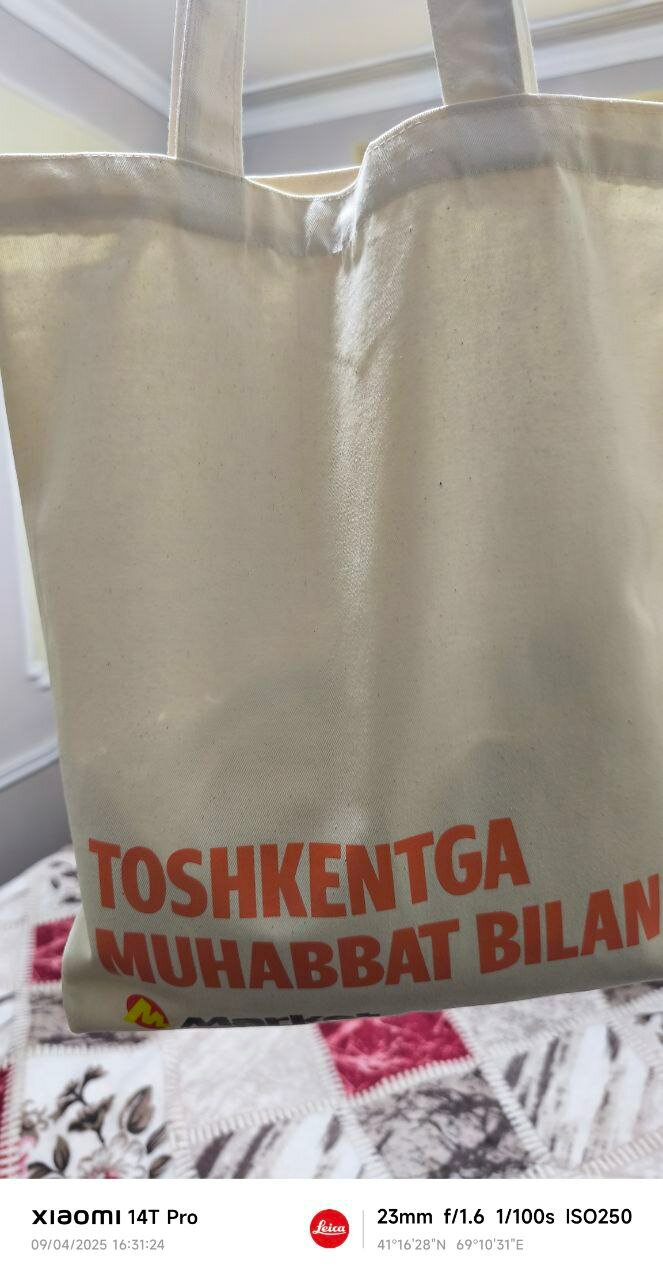 TOSHKENTGA
MUHABBAT BILAN
M Market
XIAOMI 14T Pro
09/04/2025 16:31:24
Leica
23mm f/1.6 1/100s ISO250
41°16'28"N 69°10'31"E